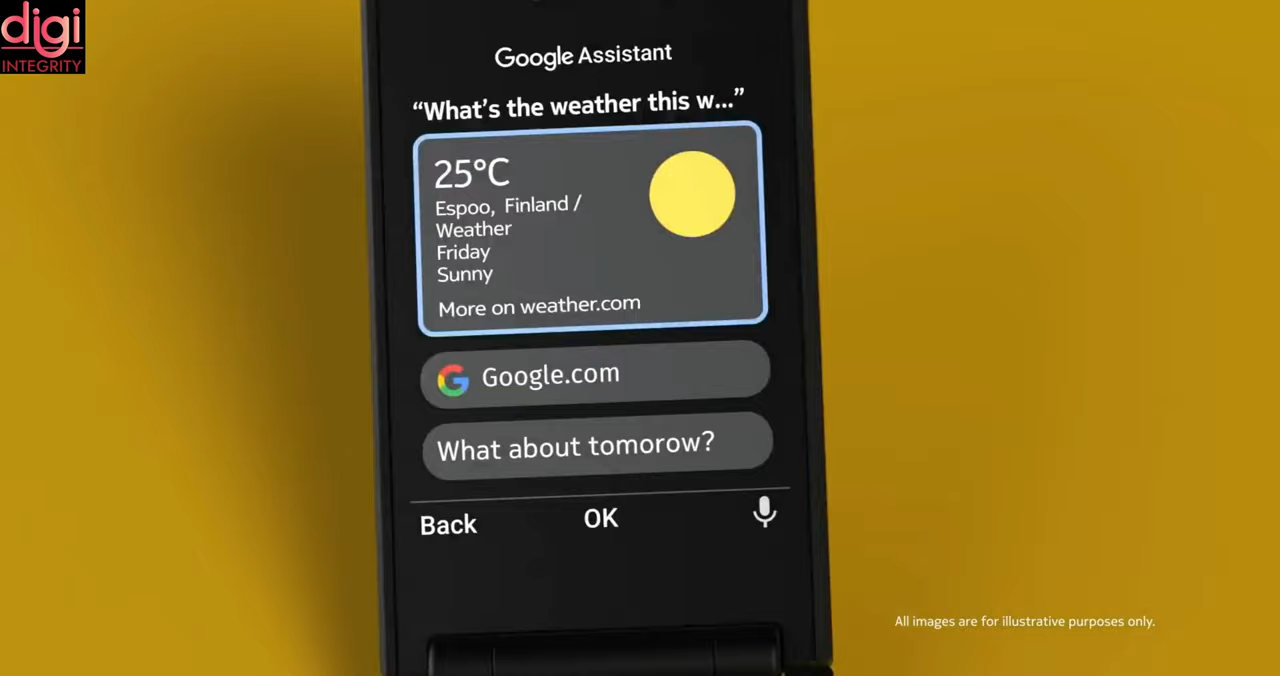 digi
INTEGRITY
Google Assistant
“What’s the weather this w...”
25°C
Espoo, Finland /
Weather
Friday
Sunny
More on weather.com
Google.com
What about tomorow?
Back OK
All images are for illustrative purposes only.